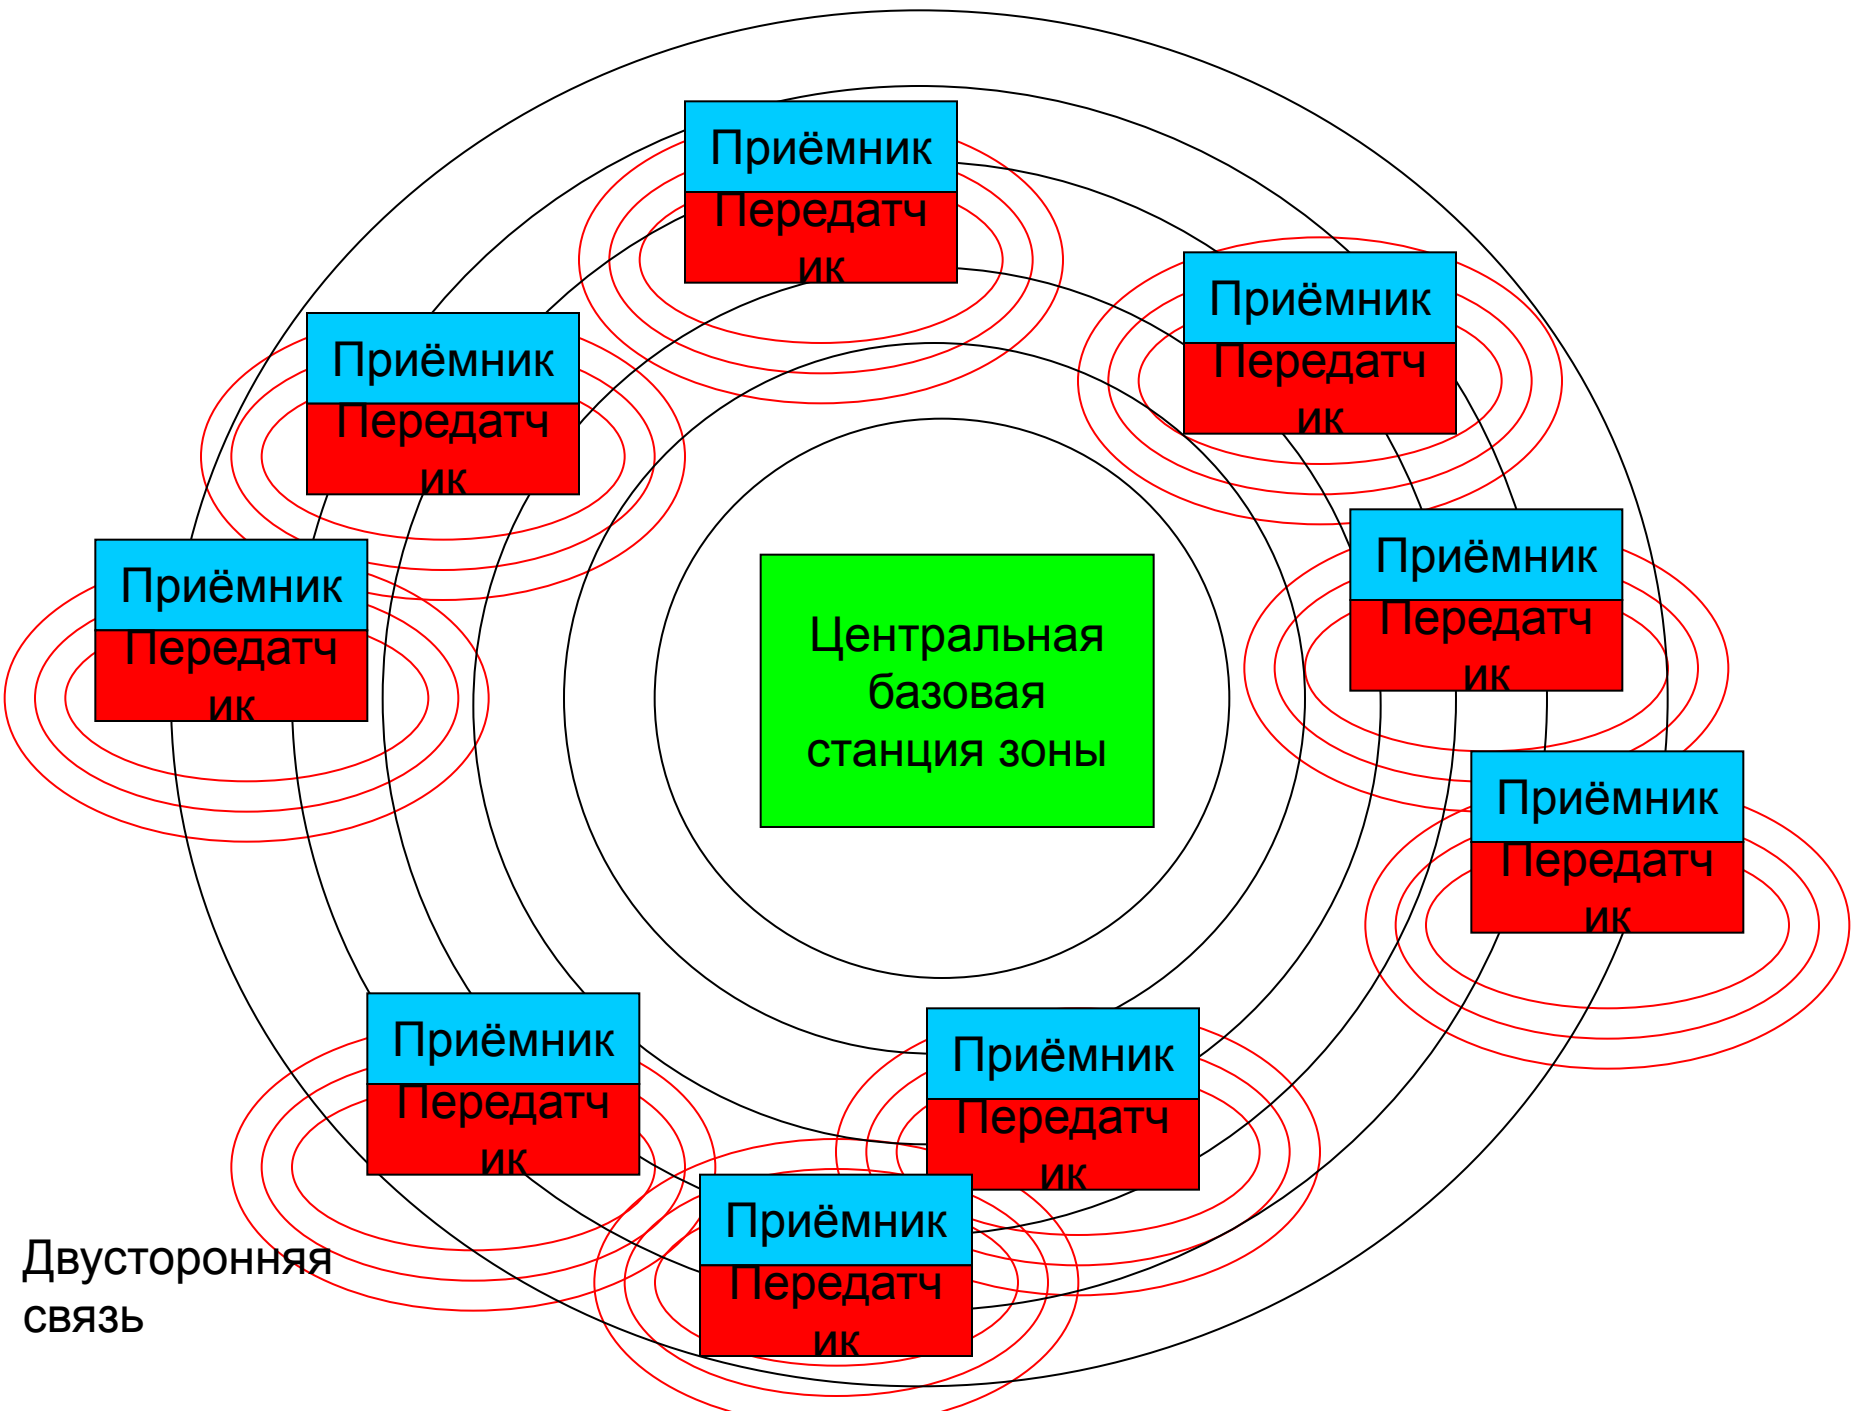 Приёмник
Передатч
ик
Приёмник
Передатч
ик
Приёмник
Передатч
ик
Приёмник
Передатч
ик
Приёмник
Передатч
ик
Центральная
базовая
станция зоны
Приёмник
Передатч
ик
Приёмник
Передатч
ик
Приёмник
Передатч
ик
Приёмник
Передатч
ик
Двусторонняя
связь